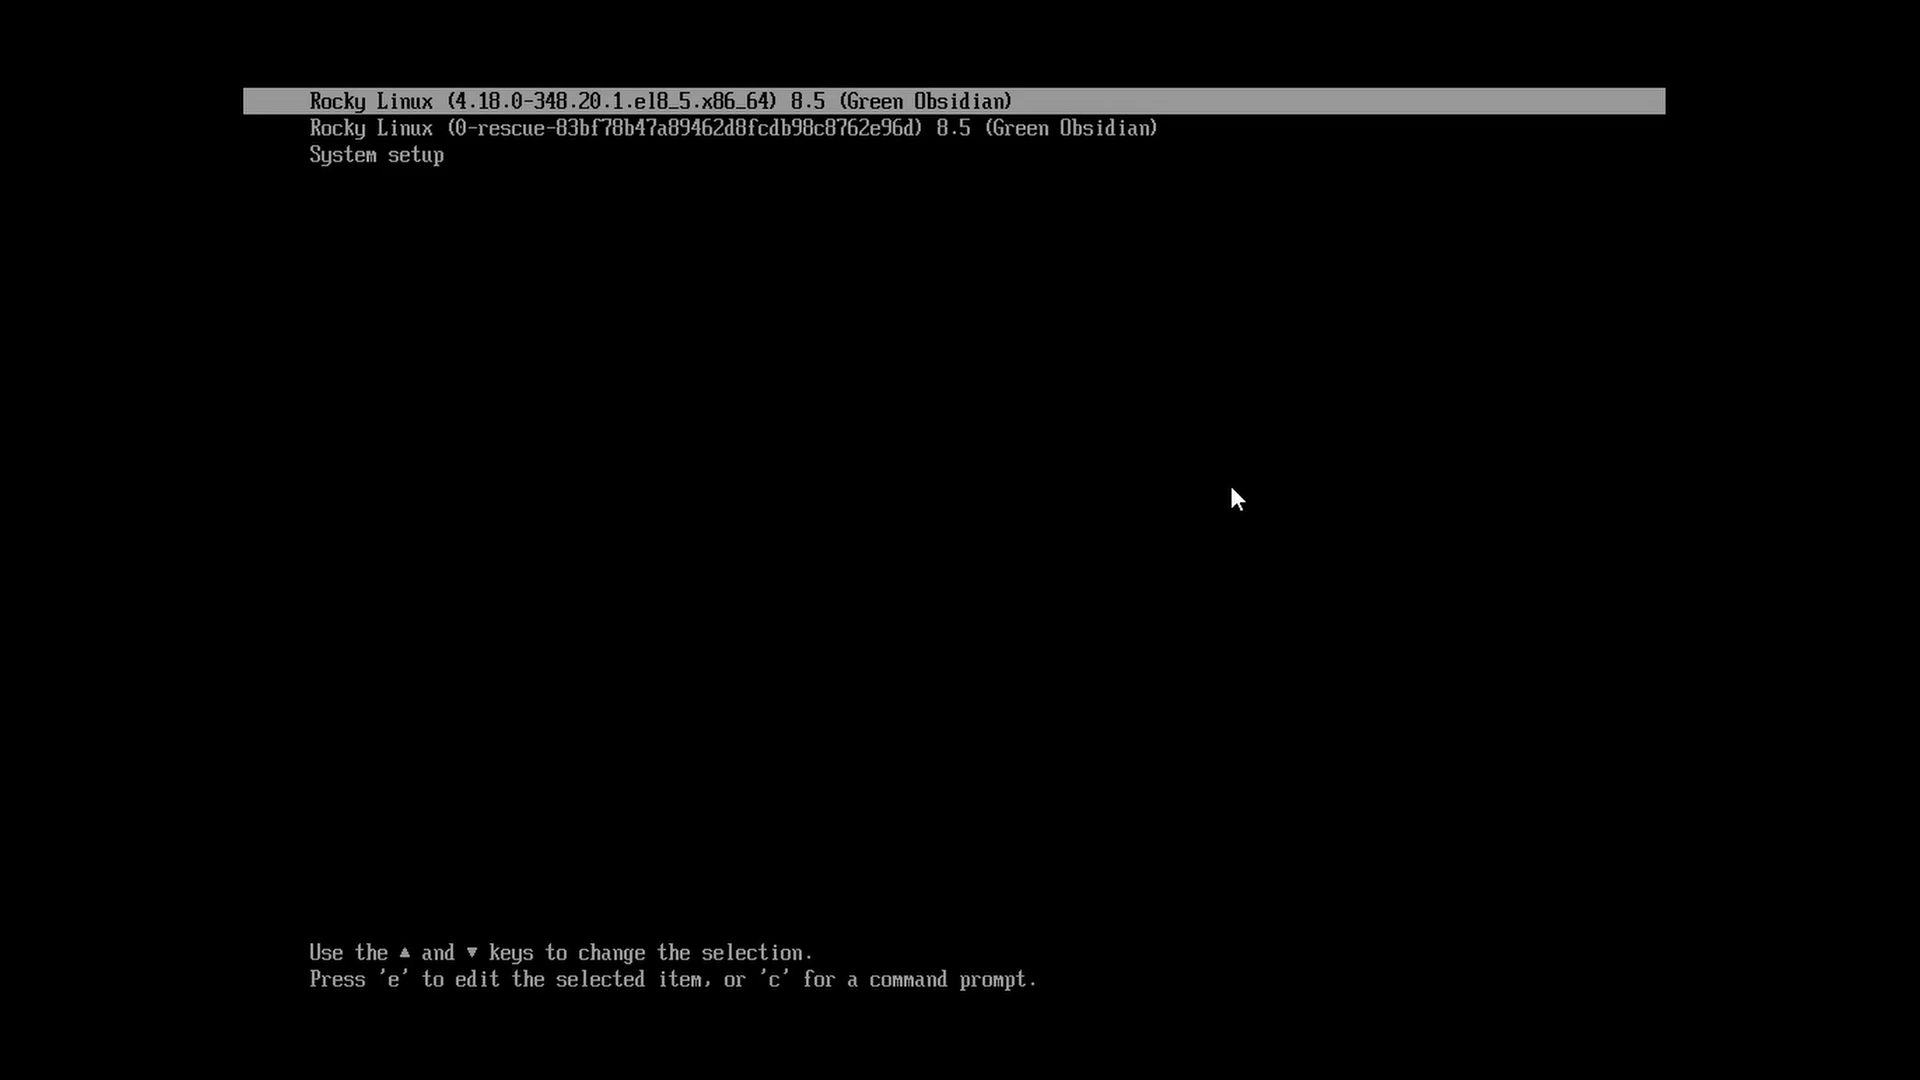 Rocky Linux (4.18.0-348.20.1.el8_5.x86_64) 8.5 (Green Obsidian)
Rocky Linux (0-rescue-83bf78b47a89462d8fcdb98c8762e96d) 8.5 (Green Obsidian)
System setup
Use the ▲ and ▼ keys to change the selection.
Press 'e' to edit the selected item, or 'c' for a command prompt.